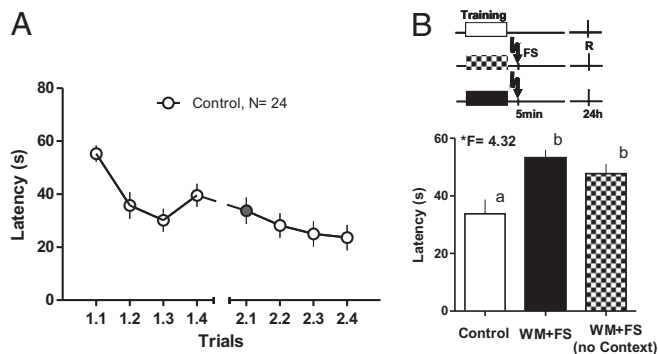 A
Latency (s)
80
60
40
20
0
Control, N= 24
1.1
1.2
1.3
1.4
2.1
2.2
2.3
2.4
Trials
B
Training
R
FS
5min
24h
*F= 4.32
Latency (s)
60
40
20
0
a
b
b
Control
WM+FS
WM+FS
(no Context)